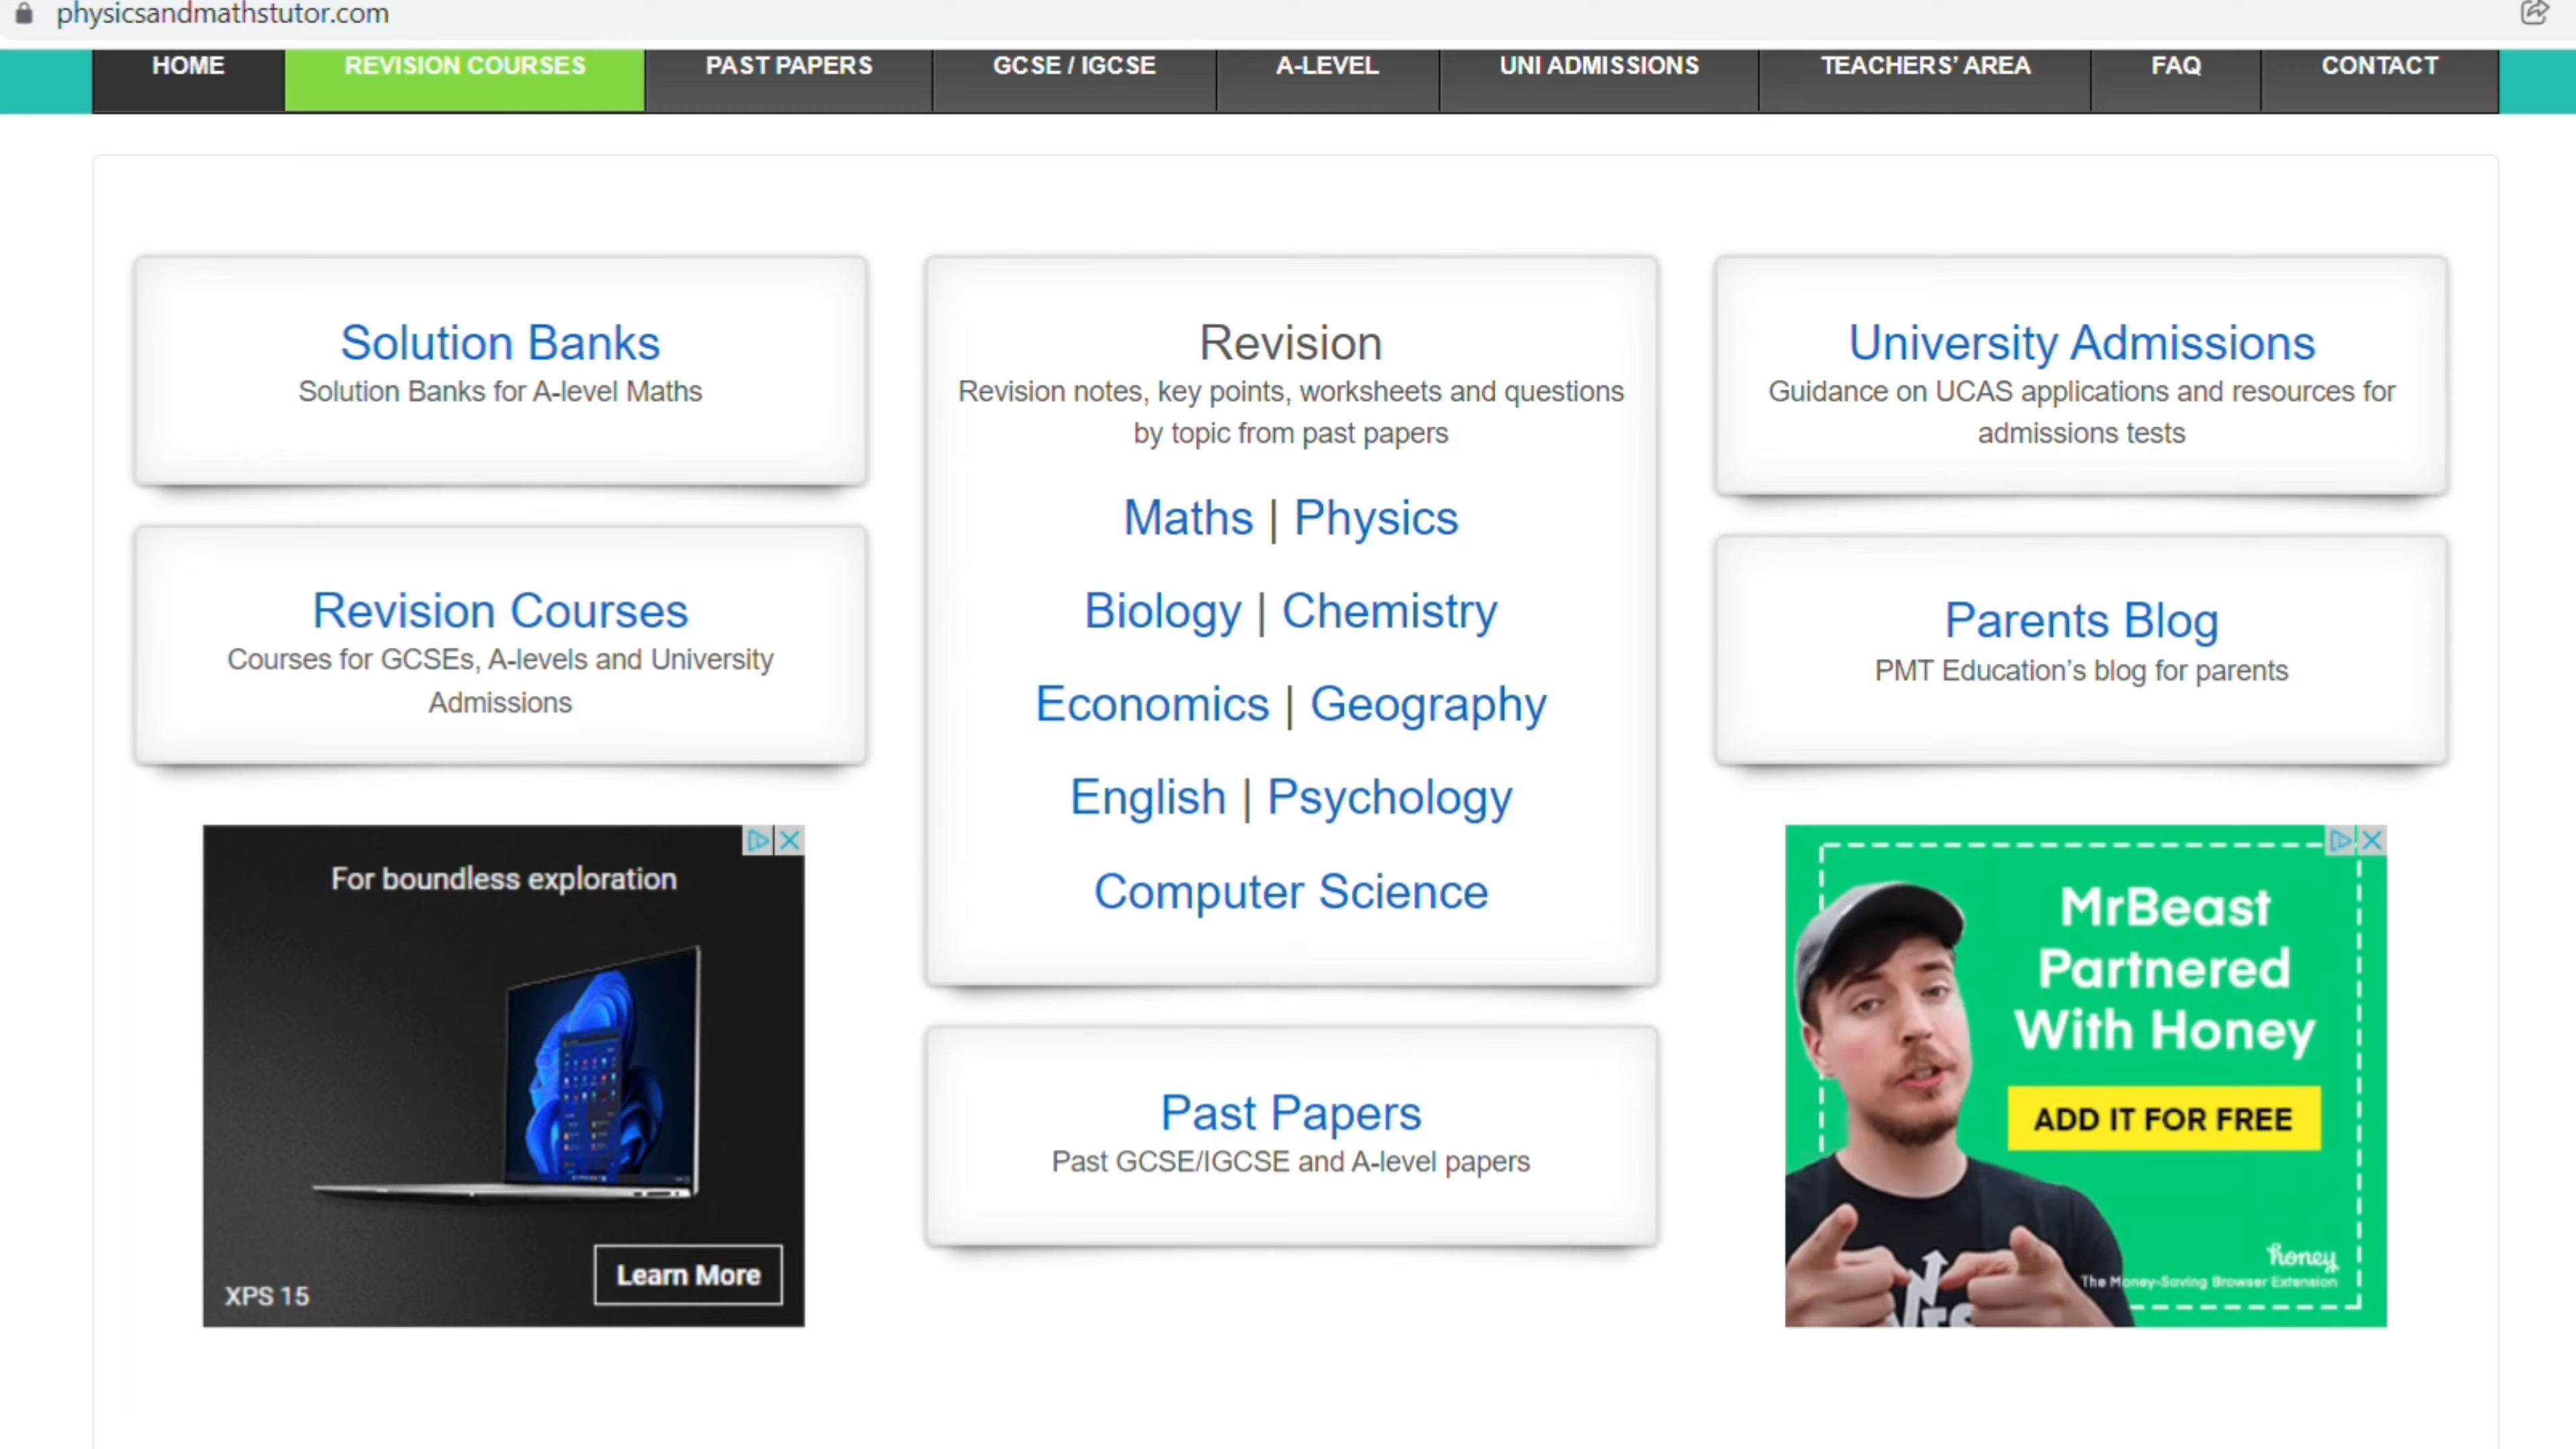 physicsandmathstutor.com
HOME
REVISION COURSES
PAST PAPERS
GCSE / IGCSE
A-LEVEL
UNI ADMISSIONS
TEACHERS' AREA
FAQ
CONTACT
Solution Banks
Solution Banks for A-level Maths
Revision Courses
Courses for GCSEs, A-levels and University
Admissions
For boundless exploration
XPS 15
Learn More
Revision
Revision notes, key points, worksheets and questions
by topic from past papers
Maths | Physics
Biology | Chemistry
Economics | Geography
English | Psychology
Computer Science
Past Papers
Past GCSE/IGCSE and A-level papers
University Admissions
Guidance on UCAS applications and resources for
admissions tests
Parents Blog
PMT Education's blog for parents
MrBeast
Partnered
With Honey
ADD IT FOR FREE
honey
The Money-Saving Browser Extension